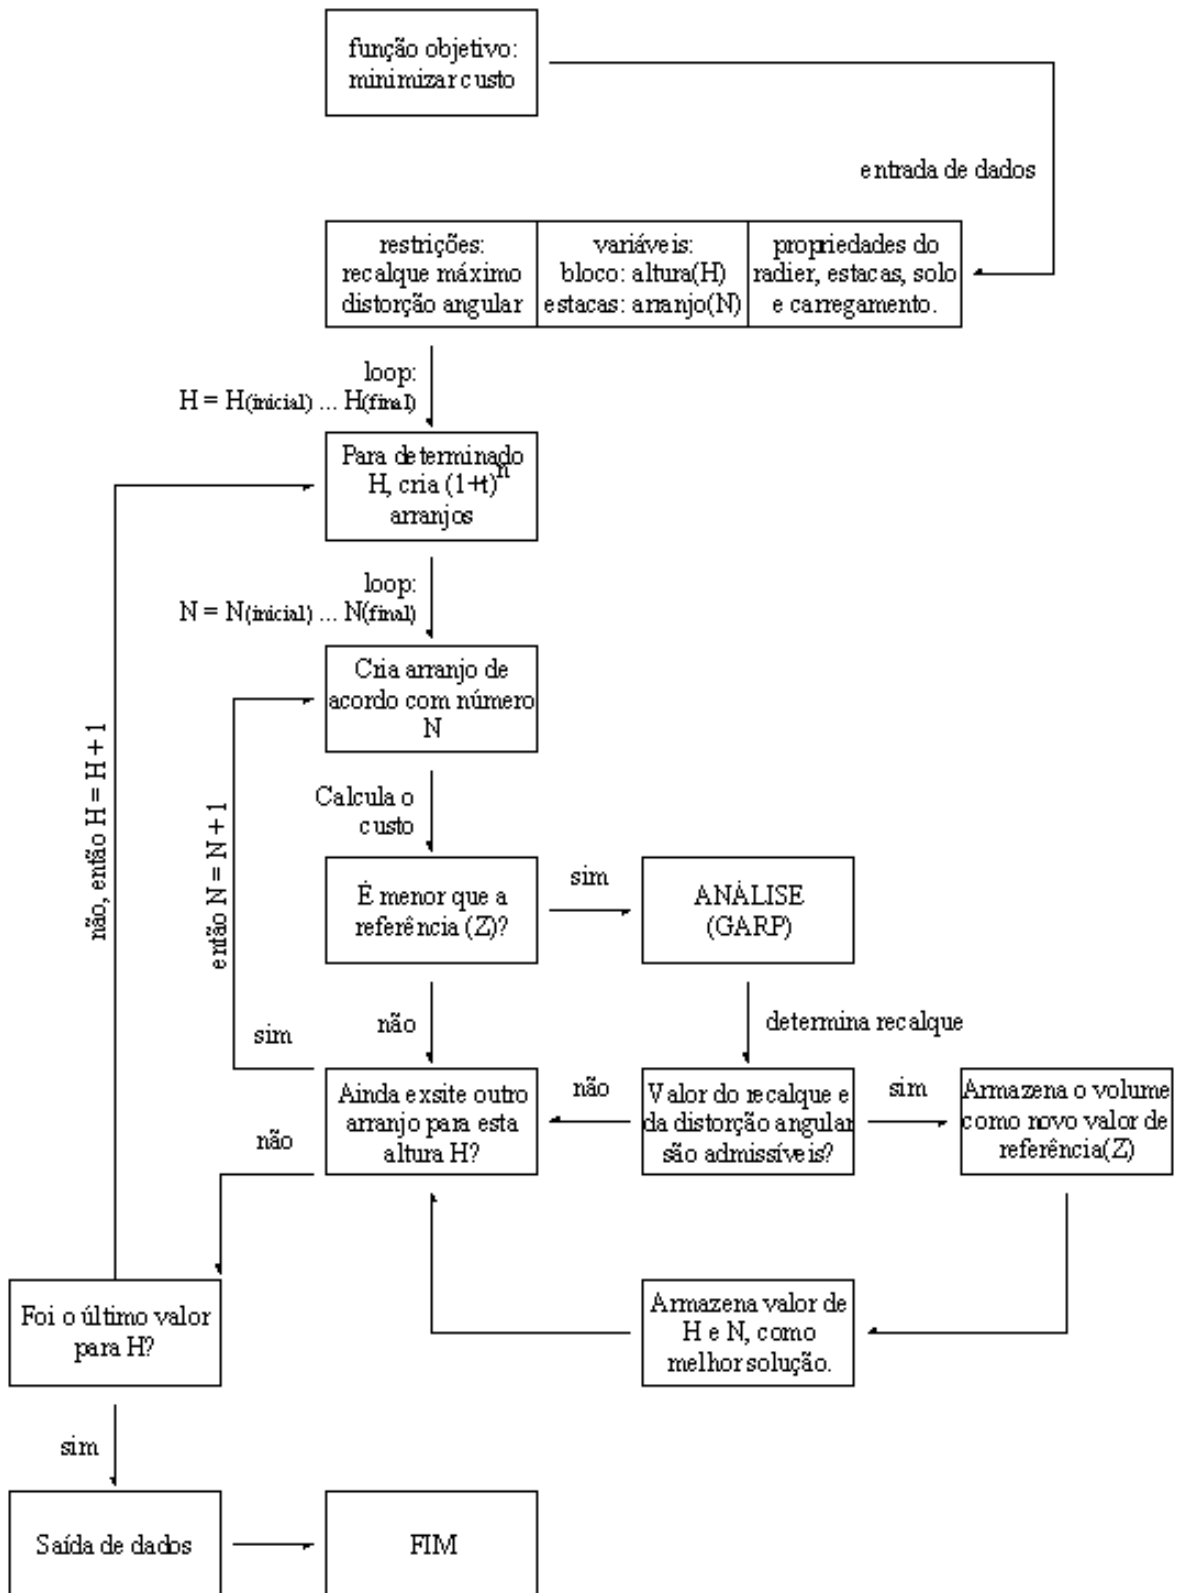 função objetivo:
minimizar custo
entrada de dados
restrições:
recalque máximo
distorção angular
variáveis:
bloco: altura(H)
estacas: arranjo(N)
propriedades do
radier, estacas, solo
e carregamento.
loop:
H = H(inicial) ... H(final)
Para determinado
H, cria (1+t)^n
arranjos
loop:
N = N(inicial) ... N(final)
Cria arranjo de
acordo com número
N
Calcula o
custo
É menor que a
referência (Z)?
sim
ANÁLISE
(GARP)
não
determina recalque
sim
então N = N + 1
não, então H = H + 1
Ainda exsite outro
arranjo para esta
altura H?
não
Valor do recalque e
da distorção angular
são admissíveis?
sim
Armazena o volume
como novo valor de
referência(Z)
não
Foi o último valor
para H?
Armazena valor de
H e N, como
melhor solução.
sim
Saída de dados
FIM